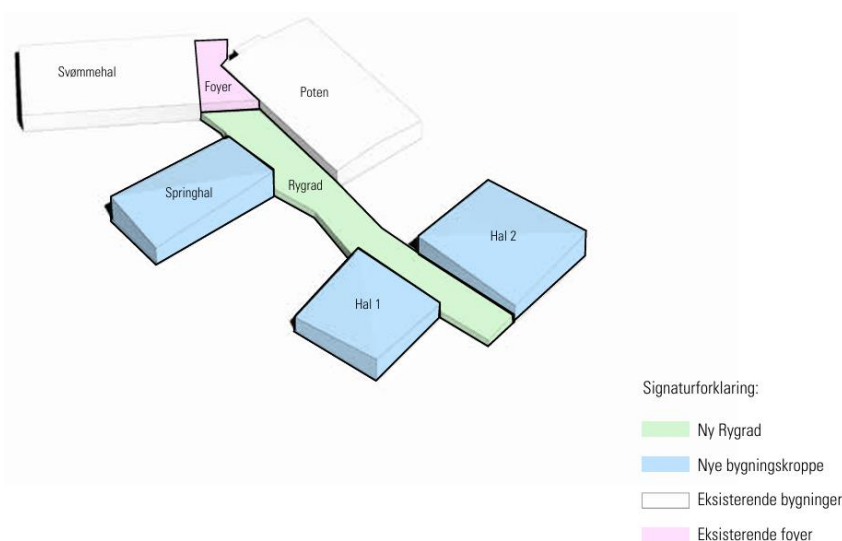 Svømmehal
Foyer
Poten
Springhal
Rygrad
Hal 2
Hal 1
Signaturforklaring:
Ny Rygrad
Nye bygningskroppe
Eksisterende bygninger
Eksisterende foyer